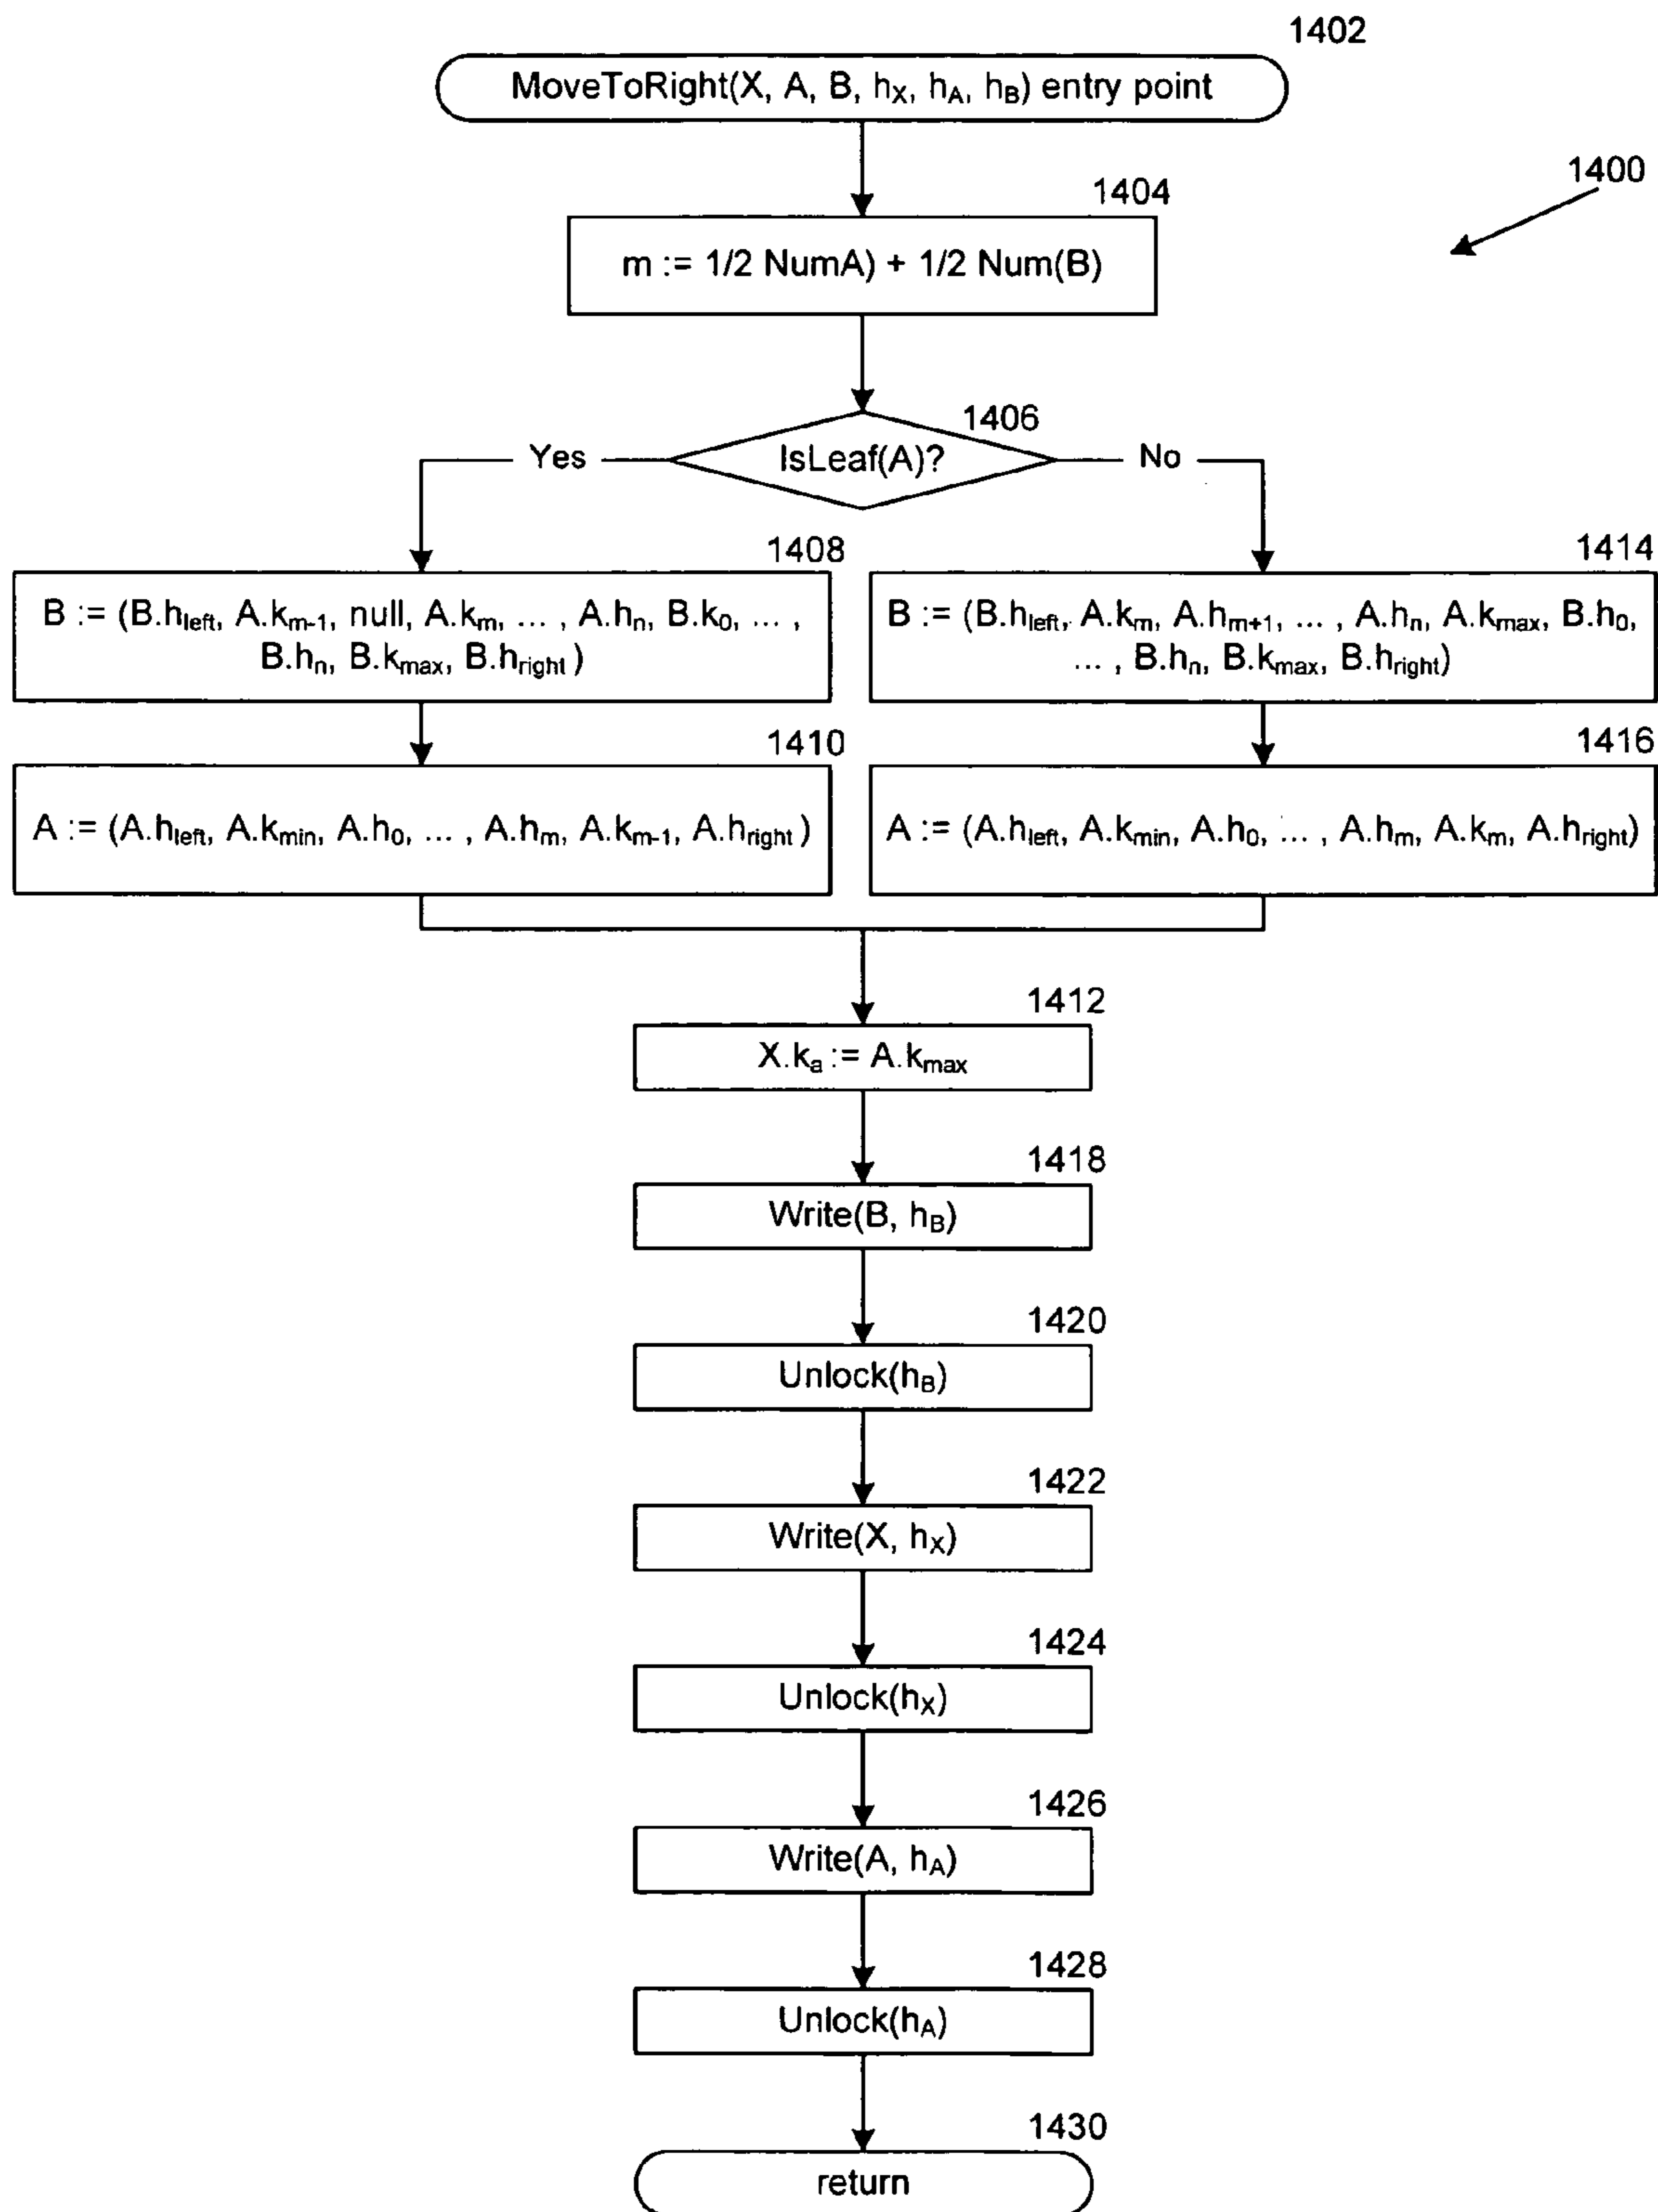 1402
MoveToRight(X, A, B, hX, hA, hB) entry point
1400
1404
m := 1/2 NumA) + 1/2 Num(B)
1406
Yes
IsLeaf(A)?
No
1408
B := (B.hleft, A.km-1, null, A.km, ... , A.hn, B.k0, ... ,
B.hn, B.kmax, B.hright )
1414
B := (B.hleft, A.km, A.hm+1, ... , A.hn, A.kmax, B.h0,
... , B.hn, B.kmax, B.hright)
1410
A := (A.hleft, A.kmin, A.h0, ... , A.hm, A.km-1, A.hright )
1416
A := (A.hleft, A.kmin, A.h0, ... , A.hm, A.km, A.hright)
1412
X.ka := A.kmax
1418
Write(B, hB)
1420
Unlock(hB)
1422
Write(X, hX)
1424
Unlock(hX)
1426
Write(A, hA)
1428
Unlock(hA)
1430
return